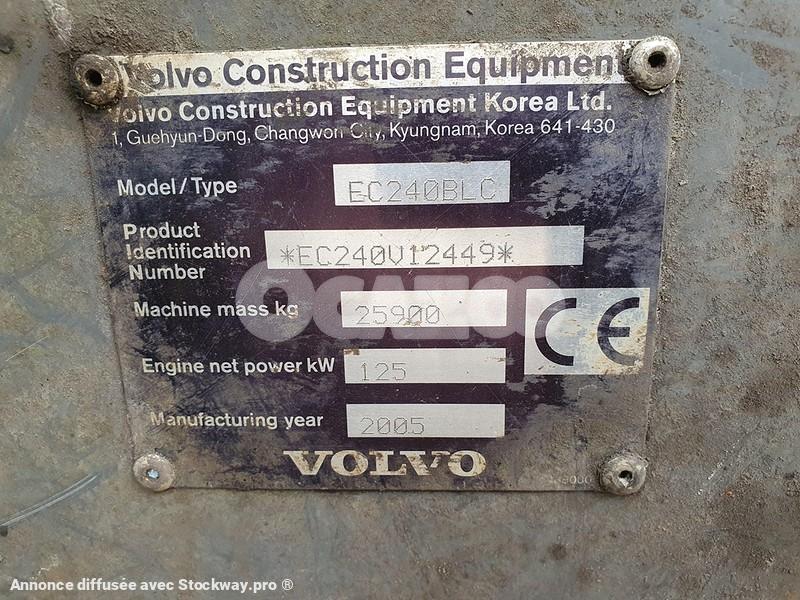 Volvo Construction Equipment
Volvo Construction Equipment Korea Ltd.
1, Guehyun-Dong, Changwon City, Kyungnam, Korea 641-430
Model/Type EC240BLC
Product
Identification *EC240V12449*
Number
Machine mass kg 25900
CE
Engine net power kW 125
Manufacturing year 2005
VOLVO
OCAZOO
Annonce diffusée avec Stockway.pro ®